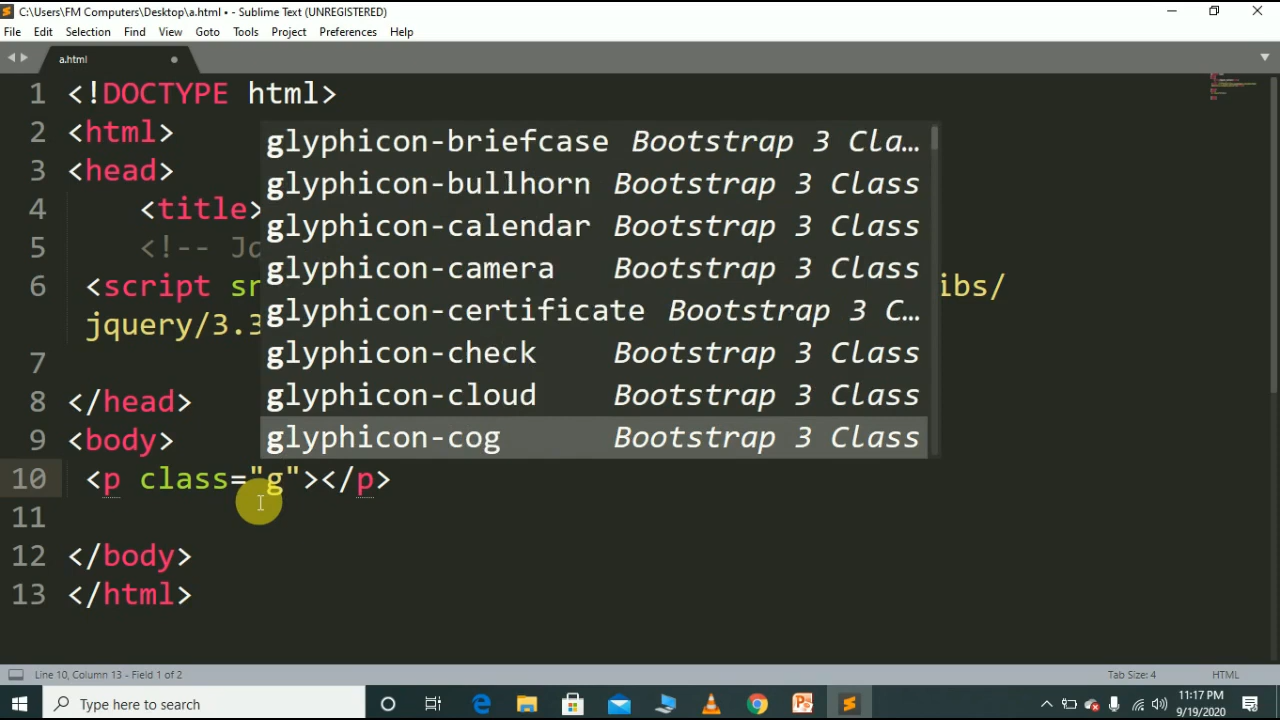 C:\Users\FM Computers\Desktop\a.html • - Sublime Text (UNREGISTERED)
File Edit Selection Find View Goto Tools Project Preferences Help
a.html
1 <!DOCTYPE html>
2 <html>
3 <head>
4 <title>
5 <!--
6 <script ibs/
jquery/3.3
7
8 </head>
9 <body>
glyphicon-briefcase Bootstrap 3 Cla…
glyphicon-bullhorn Bootstrap 3 Class
glyphicon-calendar Bootstrap 3 Class
glyphicon-camera Bootstrap 3 Class
glyphicon-certificate Bootstrap 3 C…
glyphicon-check Bootstrap 3 Class
glyphicon-cloud Bootstrap 3 Class
glyphicon-cog Bootstrap 3 Class
10 <p class="g"></p>
11
12 </body>
13 </html>
Line 10, Column 13 - Field 1 of 2 Tab Size: 4 HTML
Type here to search
11:17 PM
9/19/2020